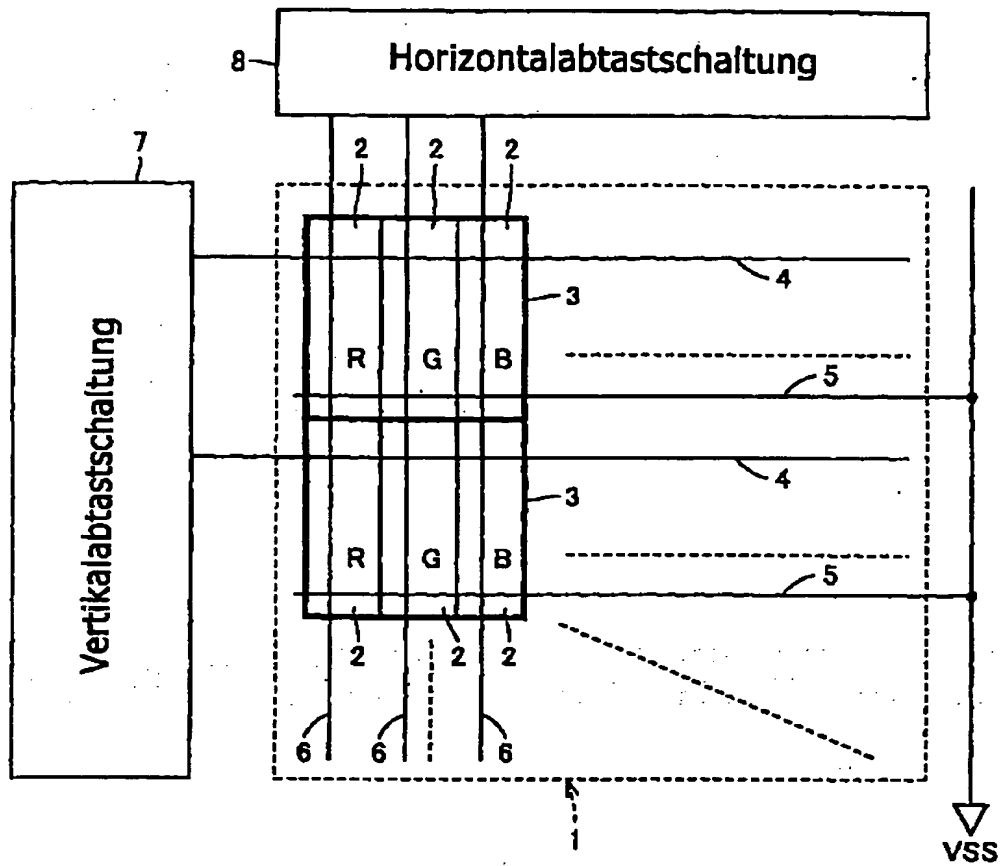 8 Horizontalabtastschaltung
7
2 2 2
4
3
R G B
5
Vertikalabtastschaltung
4
3
R G B
5
2 2 2
6 6 6
1
VSS